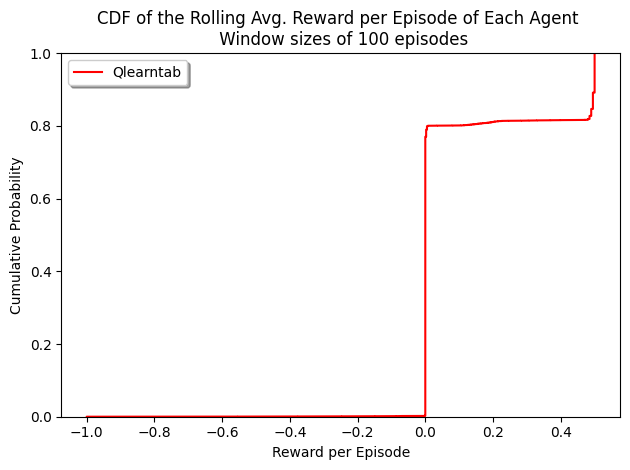 CDF of the Rolling Avg. Reward per Episode of Each Agent
Window sizes of 100 episodes
Qlearntab
1.0
0.8
0.6
0.4
0.2
0.0
Cumulative Probability
−1.0 −0.8 −0.6 −0.4 −0.2 0.0 0.2 0.4
Reward per Episode